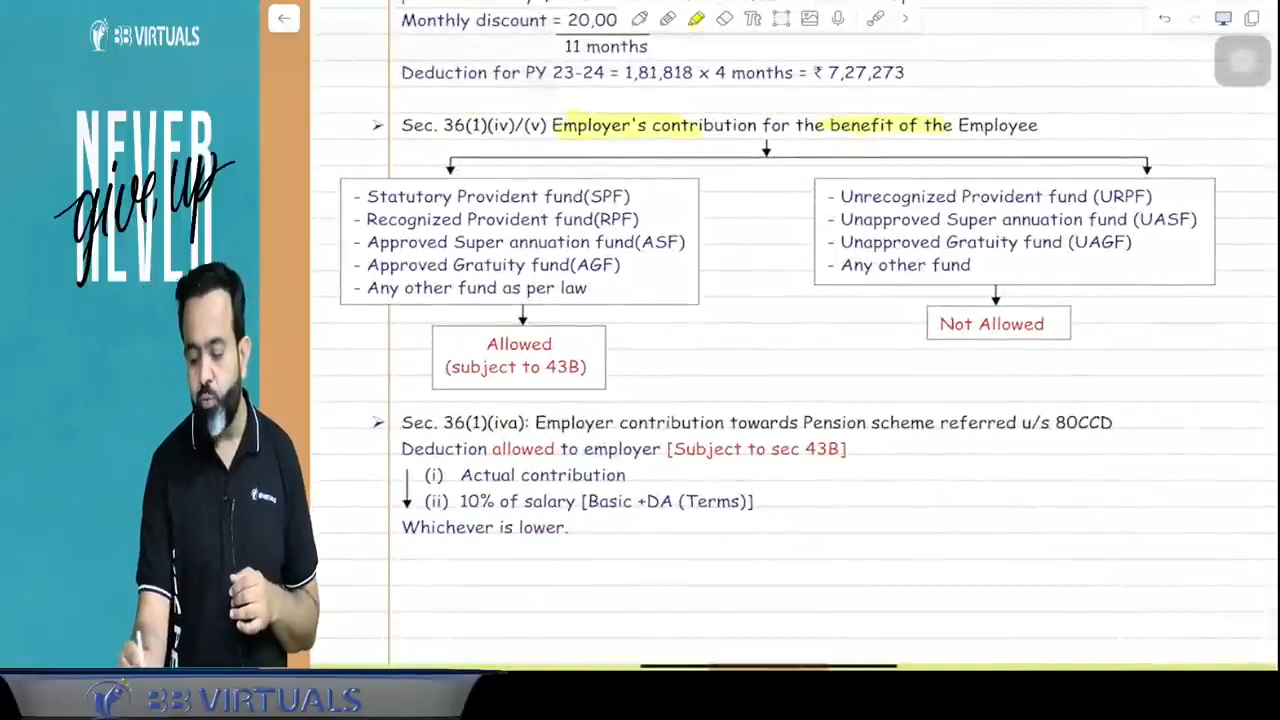 BB VIRTUALS
NEVER
give up
NEVER
Monthly discount = 20,00
11 months
Deduction for PY 23-24 = 1,81,818 x 4 months = ₹ 7,27,273
➢ Sec. 36(1)(iv)/(v) Employer's contribution for the benefit of the Employee
- Statutory Provident fund(SPF)
- Recognized Provident fund(RPF)
- Approved Super annuation fund(ASF)
- Approved Gratuity fund(AGF)
- Any other fund as per law
Allowed
(subject to 43B)
- Unrecognized Provident fund (URPF)
- Unapproved Super annuation fund (UASF)
- Unapproved Gratuity fund (UAGF)
- Any other fund
Not Allowed
➢ Sec. 36(1)(iva): Employer contribution towards Pension scheme referred u/s 80CCD
Deduction allowed to employer [Subject to sec 43B]
(i) Actual contribution
(ii) 10% of salary [Basic +DA (Terms)]
Whichever is lower.
BB VIRTUALS